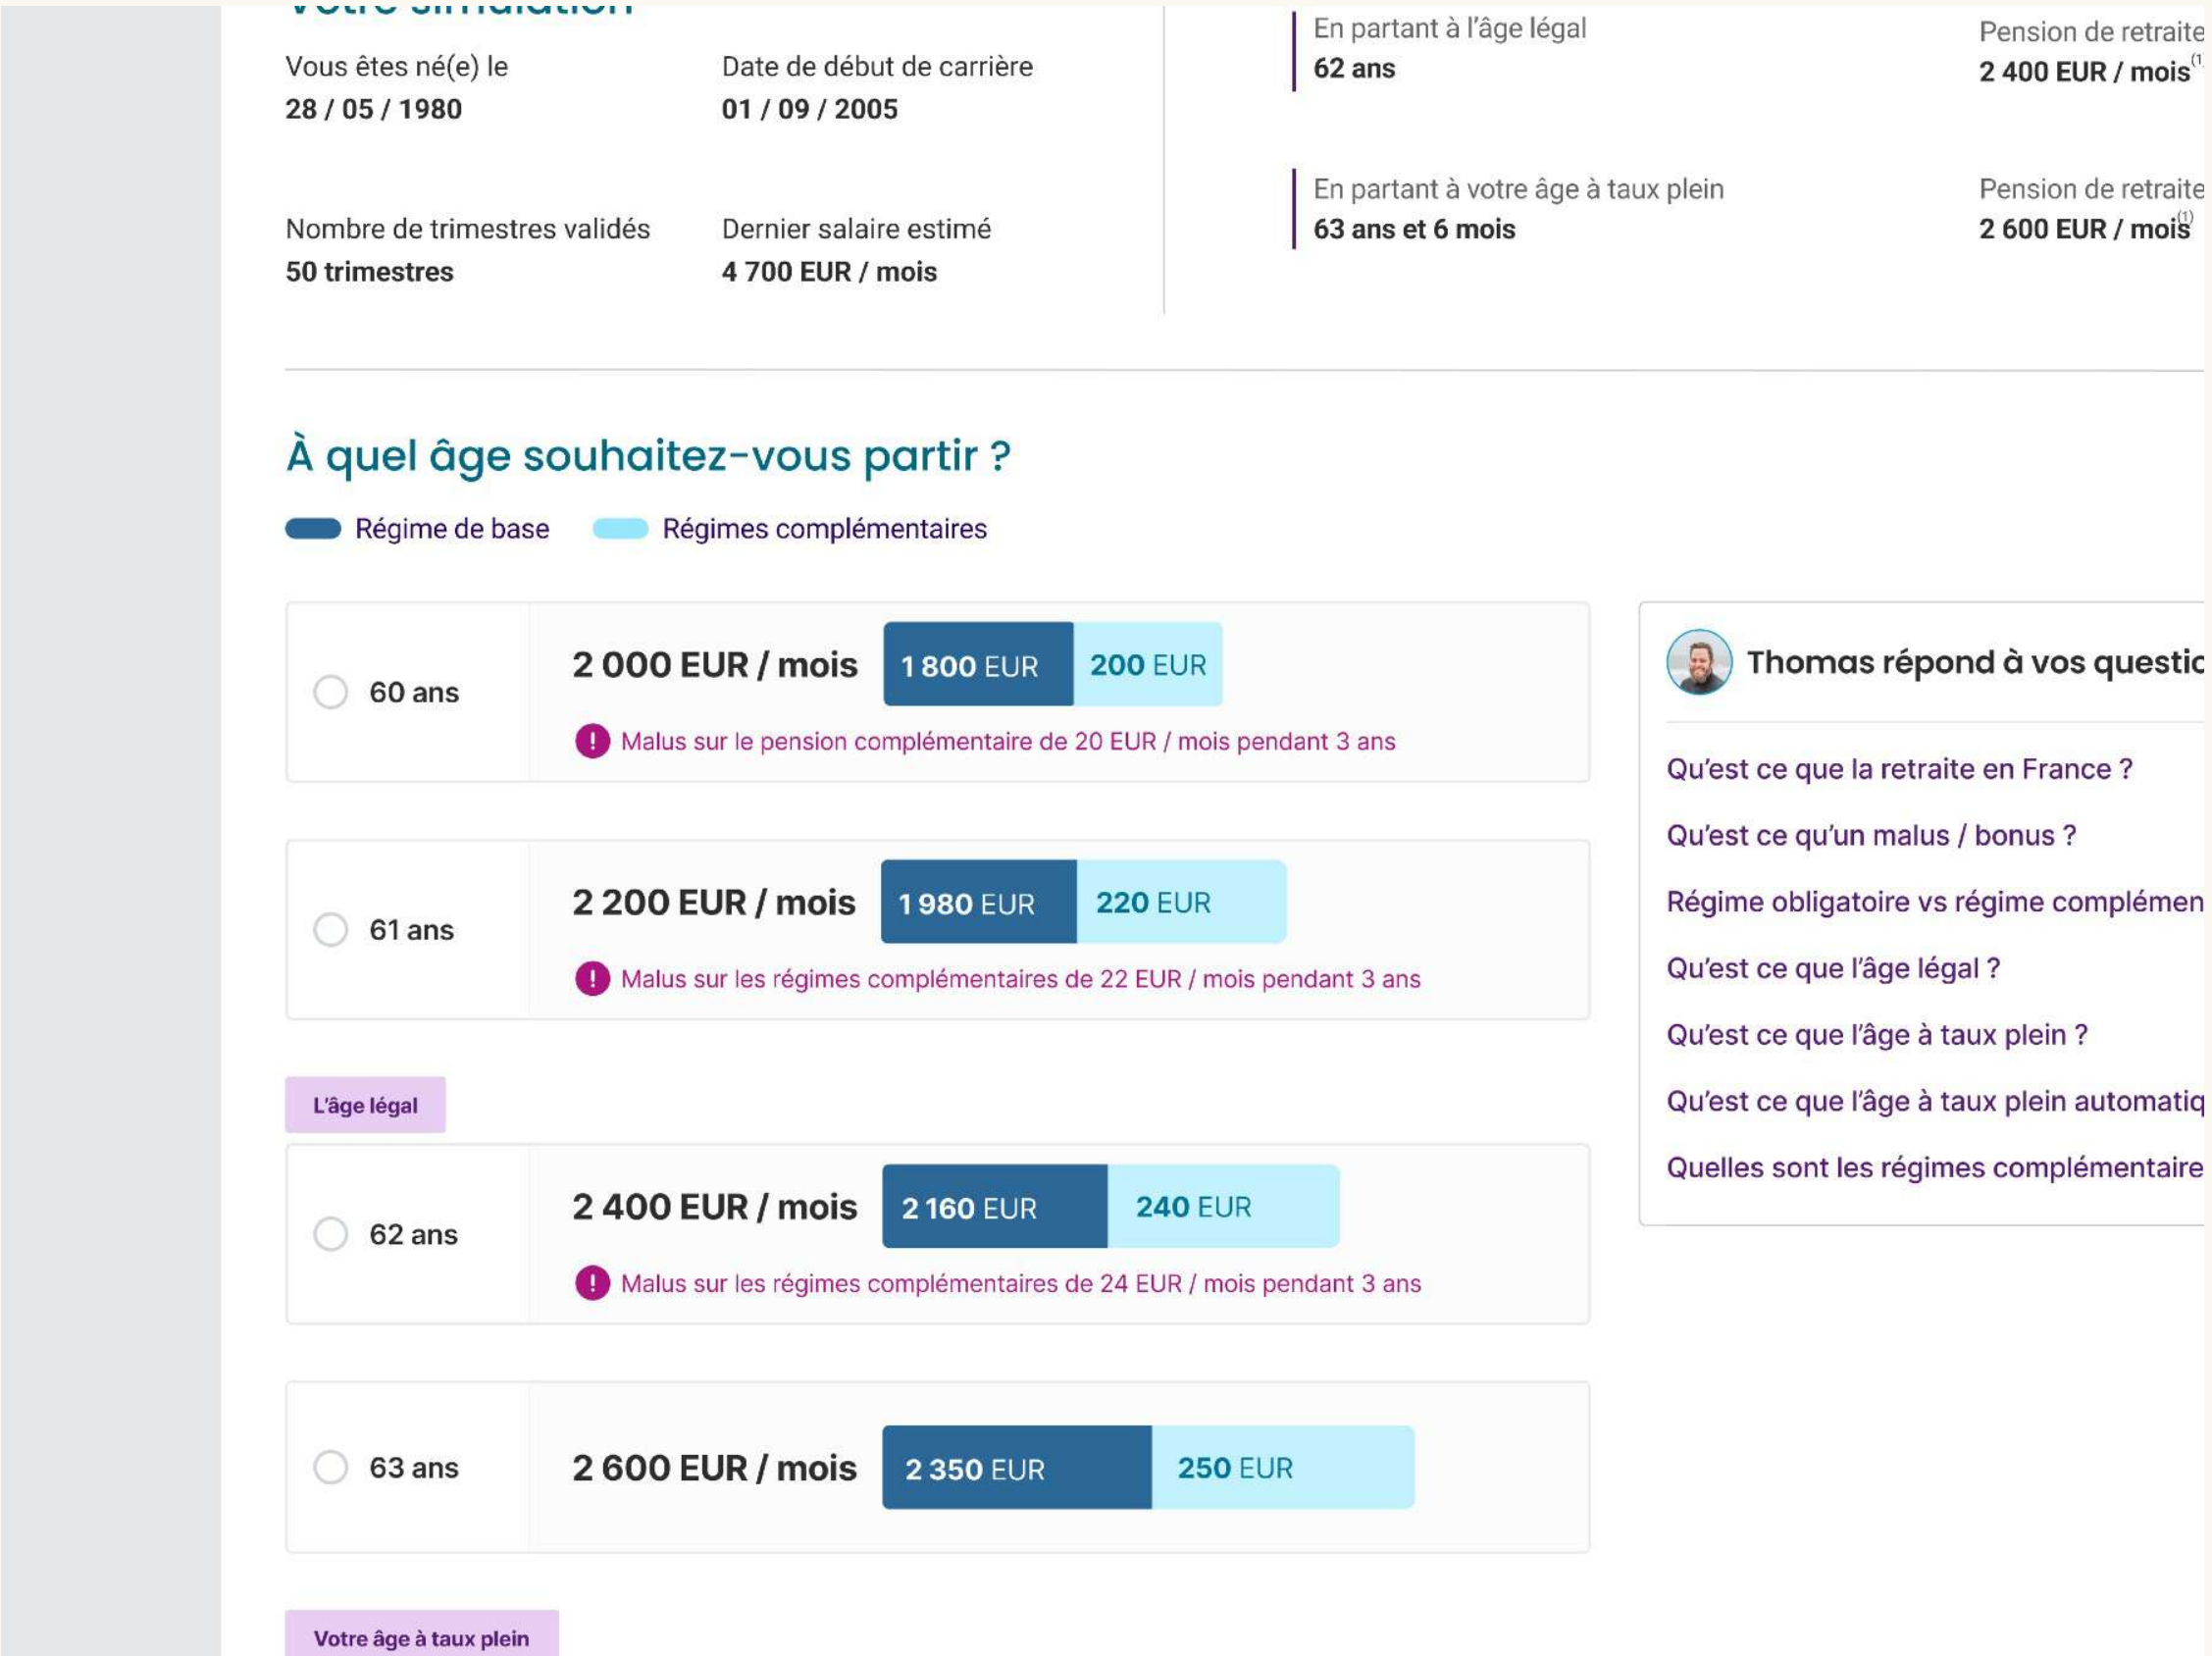 Votre simulation
Vous êtes né(e) le
28 / 05 / 1980
Date de début de carrière
01 / 09 / 2005
Nombre de trimestres validés
50 trimestres
Dernier salaire estimé
4 700 EUR / mois
En partant à l’âge légal
62 ans
Pension de retraite
2 400 EUR / mois(1
En partant à votre âge à taux plein
63 ans et 6 mois
Pension de retraite
2 600 EUR / mois(1)
À quel âge souhaitez-vous partir ?
Régime de base
Régimes complémentaires
60 ans
2 000 EUR / mois
1 800 EUR
200 EUR
! Malus sur le pension complémentaire de 20 EUR / mois pendant 3 ans
61 ans
2 200 EUR / mois
1 980 EUR
220 EUR
! Malus sur les régimes complémentaires de 22 EUR / mois pendant 3 ans
L’âge légal
62 ans
2 400 EUR / mois
2 160 EUR
240 EUR
! Malus sur les régimes complémentaires de 24 EUR / mois pendant 3 ans
63 ans
2 600 EUR / mois
2 350 EUR
250 EUR
Votre âge à taux plein
Thomas répond à vos questio
Qu’est ce que la retraite en France ?
Qu’est ce qu’un malus / bonus ?
Régime obligatoire vs régime complémen
Qu’est ce que l’âge légal ?
Qu’est ce que l’âge à taux plein ?
Qu’est ce que l’âge à taux plein automatiq
Quelles sont les régimes complémentaire